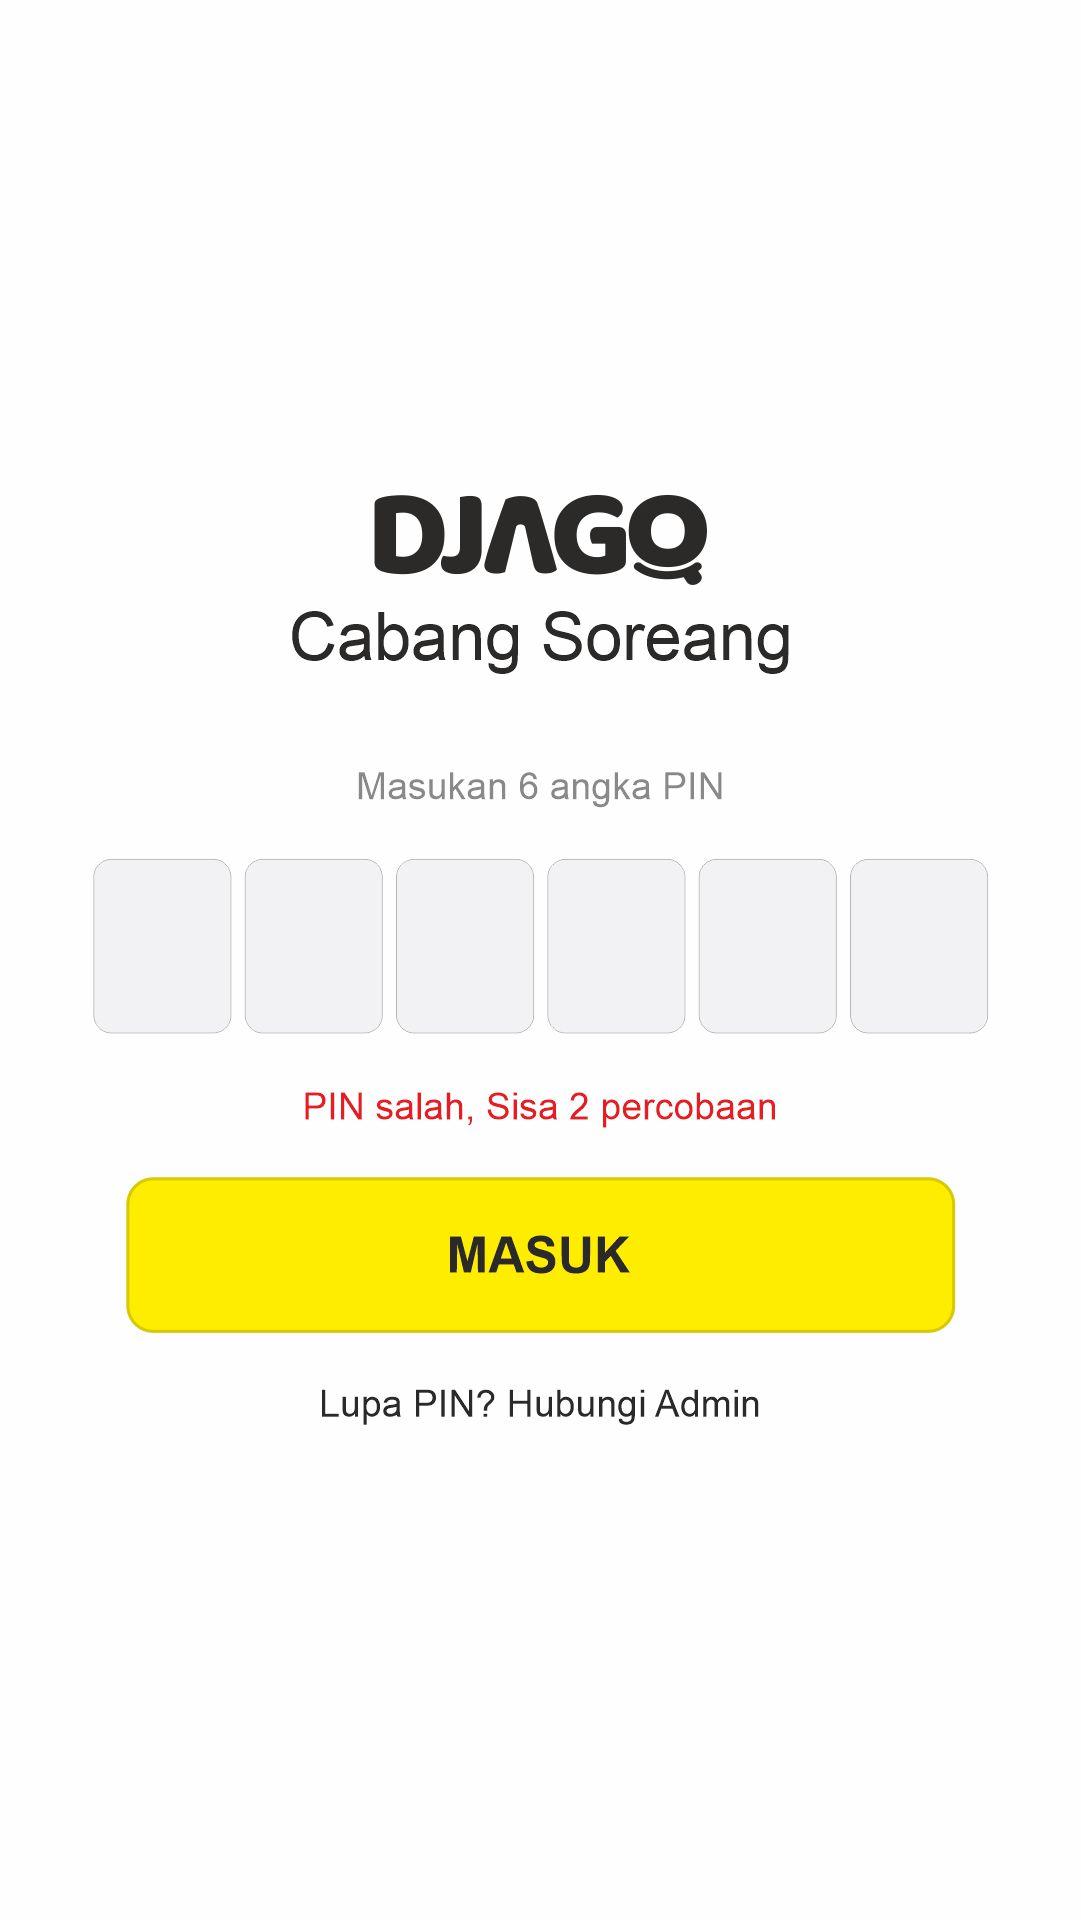 DJAGO
Cabang Soreang
Masukan 6 angka PIN
PIN salah, Sisa 2 percobaan
MASUK
Lupa PIN? Hubungi Admin